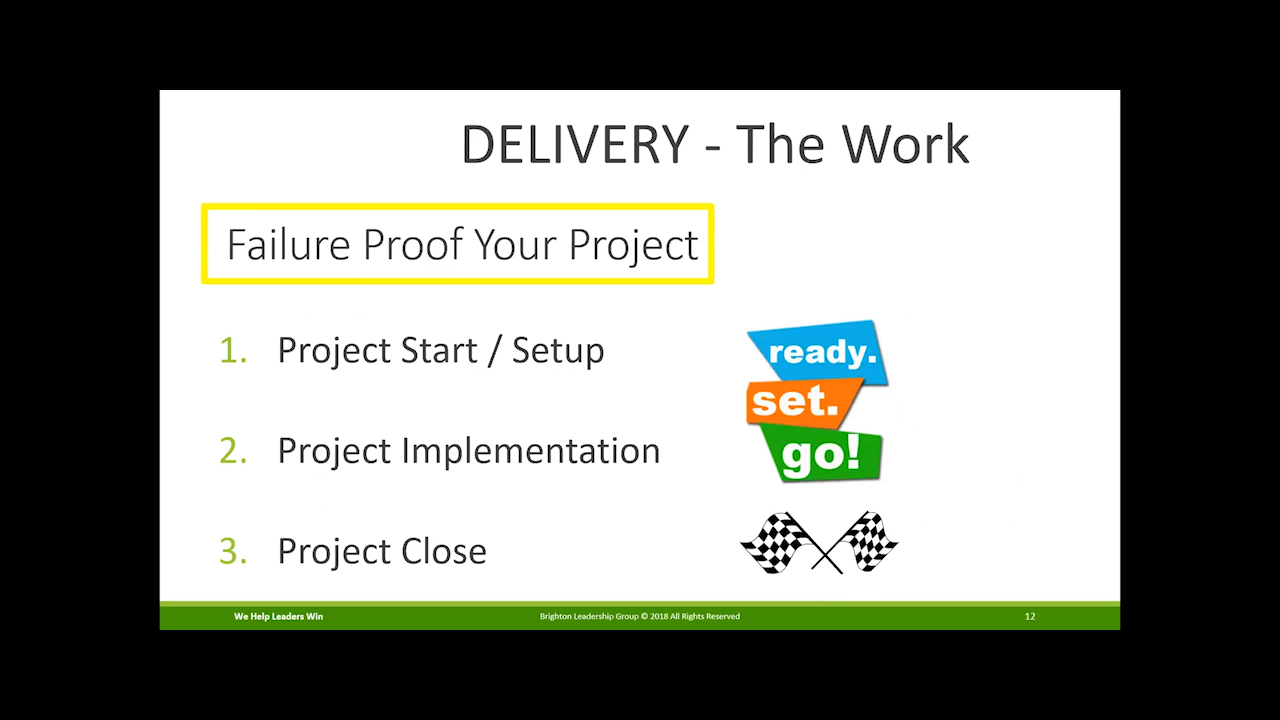 DELIVERY - The Work
Failure Proof Your Project
1. Project Start / Setup
2. Project Implementation
3. Project Close
ready.
set.
go!
We Help Leaders Win
Brighton Leadership Group © 2018 All Rights Reserved
12